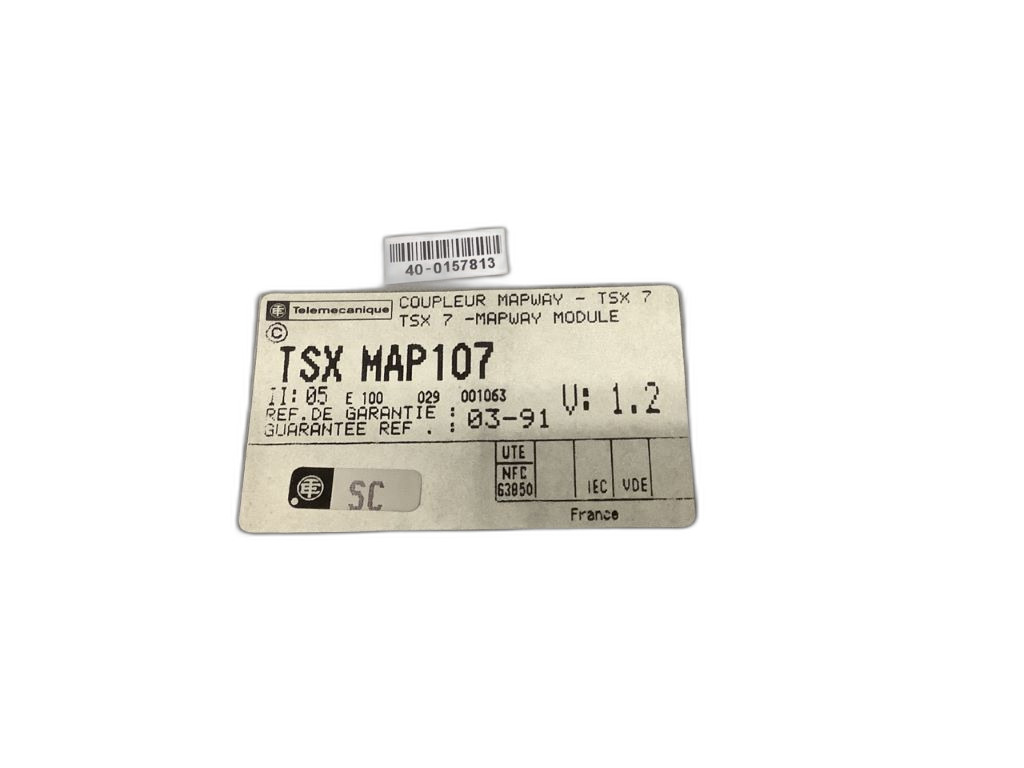 40-0157813
Telemecanique COUPLEUR MAPWAY - TSX 7
TSX 7 -MAPWAY MODULE
©
TSX MAP107
II: 05 E 100 029 001063
V: 1.2
REF.DE GARANTIE : 03-91
GUARANTEE REF . :
UTE
NFC
63850 IEC VDE
SC
France